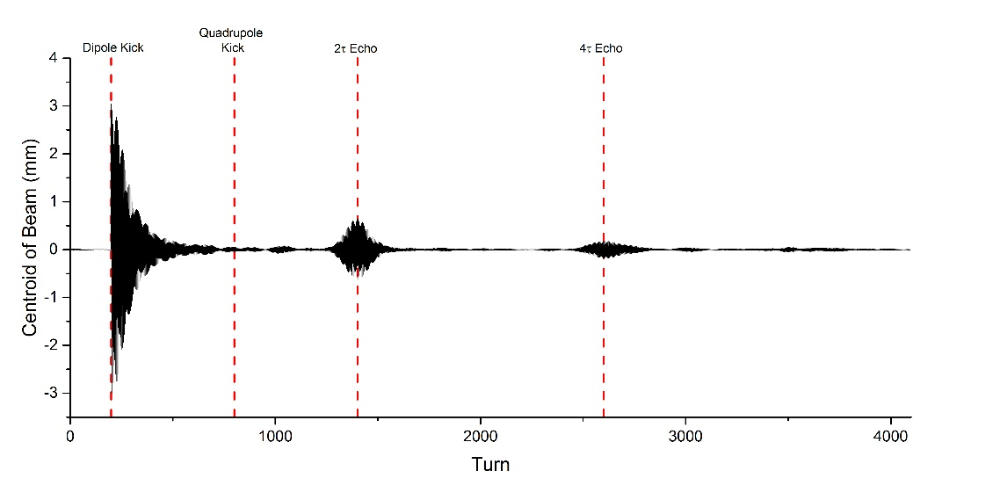 Quadrupole
Dipole Kick
Kick
2τ Echo
4τ Echo
4
3
2
1
0
-1
-2
-3
Centroid of Beam (mm)
0
1000
2000
3000
4000
Turn